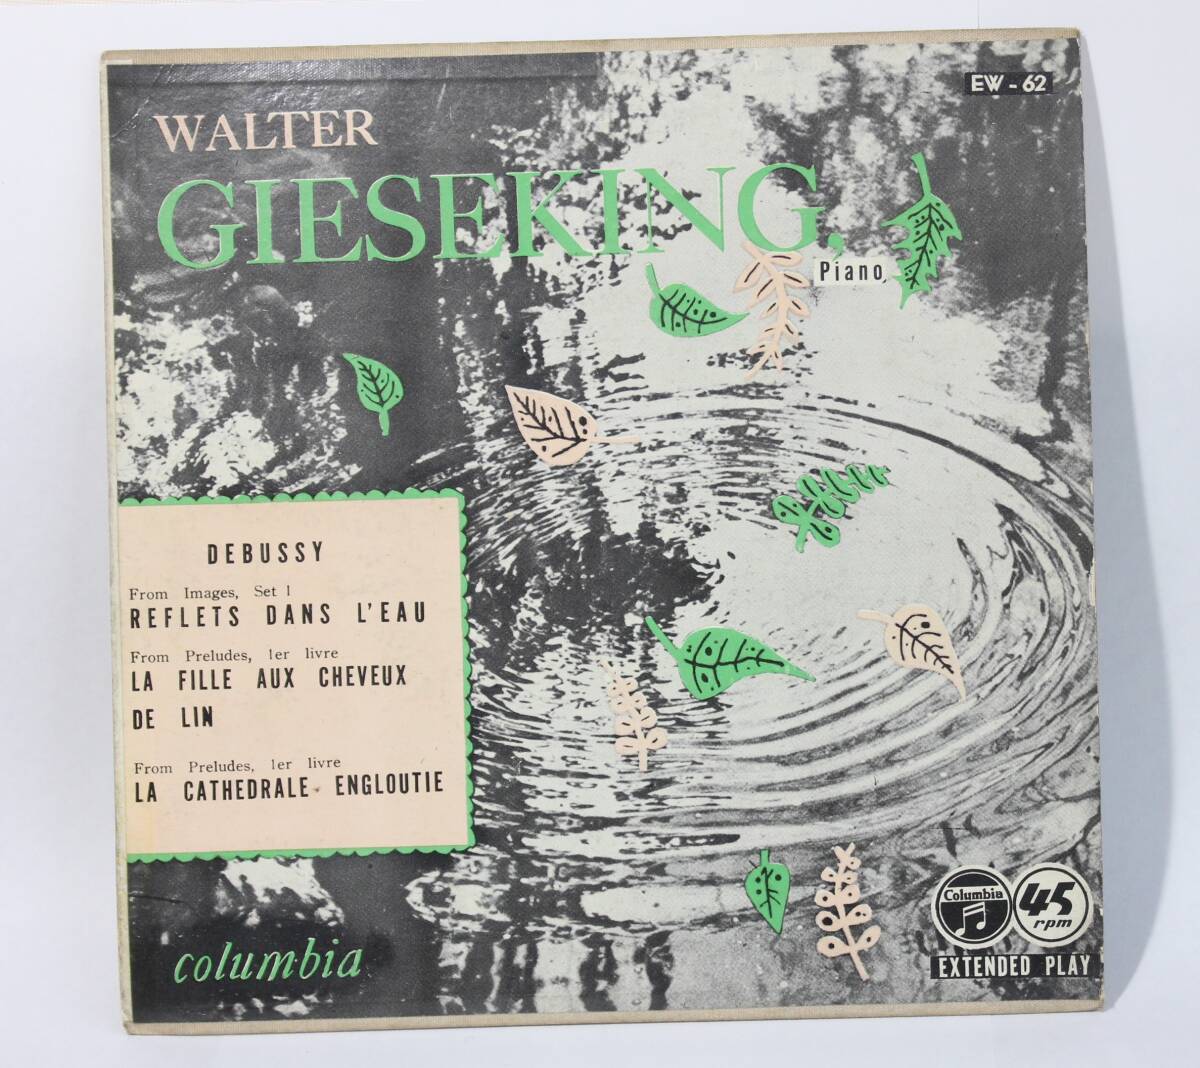 EW - 62
WALTER
GIESEKING,
Piano
DEBUSSY
From Images, Set 1
REFLETS DANS L'EAU
From Preludes, 1er livre
LA FILLE AUX CHEVEUX
DE LIN
From Preludes, 1er livre
LA CATHEDRALE ENGLOUTIE
columbia
Columbia
45
rpm
EXTENDED PLAY